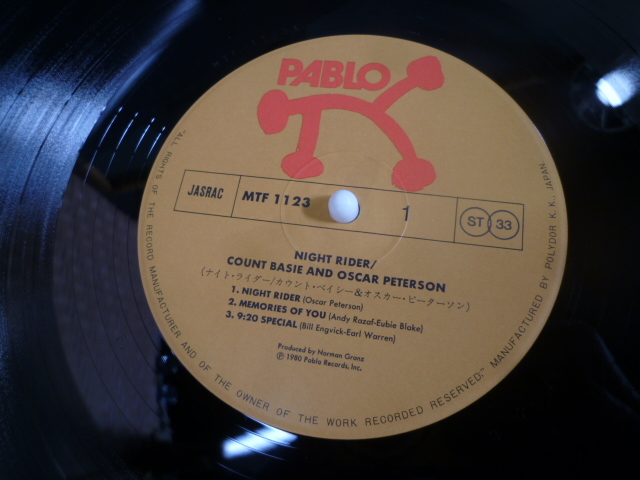 PABLO
JASRAC
MTF 1123
1
ST 33
NIGHT RIDER/
COUNT BASIE AND OSCAR PETERSON
(ナイト・ライダー/カウント・ベイシー&オスカー・ピーターソン)
1. NIGHT RIDER (Oscar Peterson)
2. MEMORIES OF YOU (Andy Razaf-Eubie Blake)
3. 9:20 SPECIAL (Bill Engvick-Earl Warren)
Produced by Norman Granz
℗ 1980 Pablo Records, Inc.
"ALL RIGHTS OF THE RECORD MANUFACTURER AND OF THE OWNER OF THE WORK RECORDED RESERVED." MANUFACTURED BY POLYDOR K. K., JAPAN